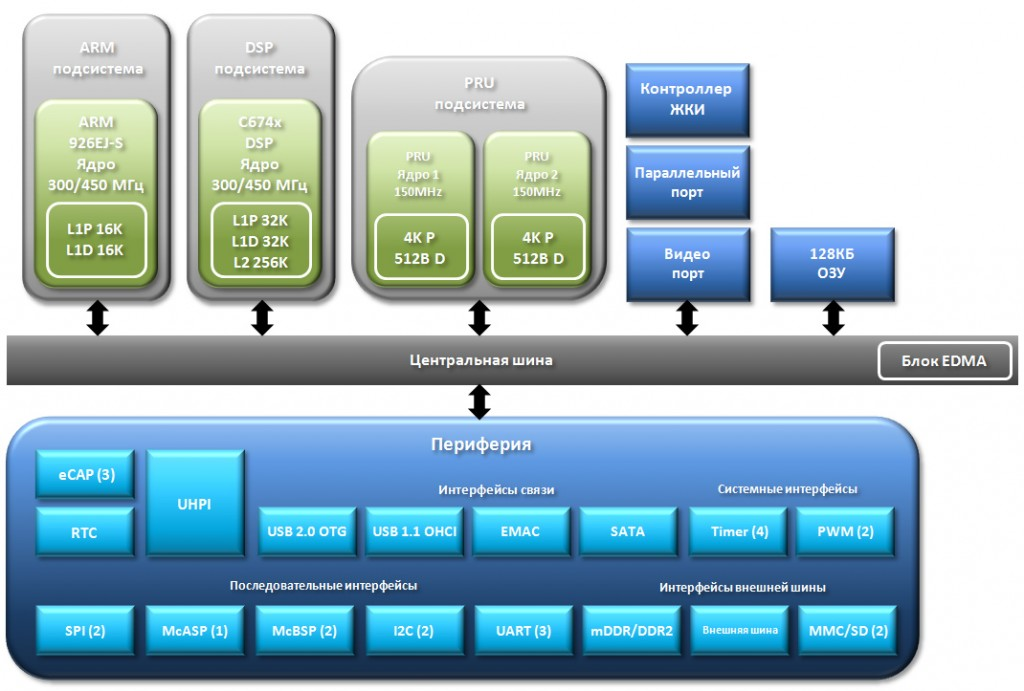 ARM
подсистема
ARM
926EJ-S
Ядро
300/450 МГц
L1P 16K
L1D 16K
DSP
подсистема
C674x
DSP
Ядро
300/450 МГц
L1P 32K
L1D 32K
L2 256K
PRU
подсистема
PRU
Ядро 1
150MHz
4K P
512B D
PRU
Ядро 2
150MHz
4K P
512B D
Контроллер
ЖКИ
Параллельный
порт
Видео
порт
128КБ
ОЗУ
Центральная шина
Блок EDMA
Периферия
eCAP (3)
RTC
UHPI
Интерфейсы связи
USB 2.0 OTG
USB 1.1 OHCI
EMAC
SATA
Системные интерфейсы
Timer (4)
PWM (2)
Последовательные интерфейсы
SPI (2)
McASP (1)
McBSP (2)
I2C (2)
UART (3)
Интерфейсы внешней шины
mDDR/DDR2
Внешняя шина
MMC/SD (2)